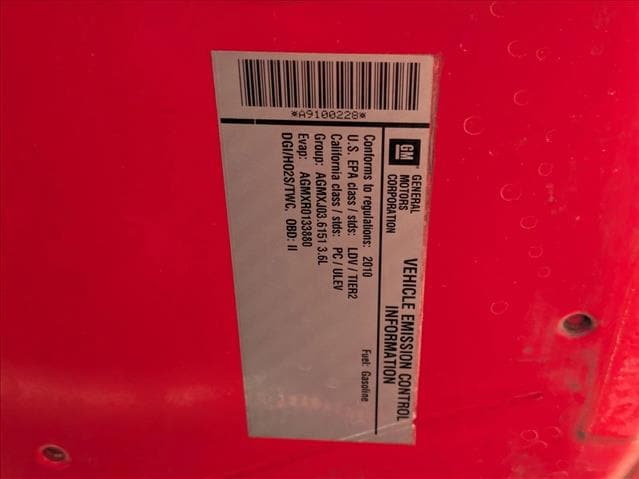 *A9100228*
GM
GENERAL
MOTORS
CORPORATION
VEHICLE EMISSION CONTROL
INFORMATION
Conforms to regulations: 2010
Fuel: Gasoline
U.S. EPA class / stds: LDV / TIER2
California class / stds: PC / ULEV
Group: AGMXJ03.6151 3.6L
Evap: AGMXR0133880
DGI/HO2S/TWC, OBD: II